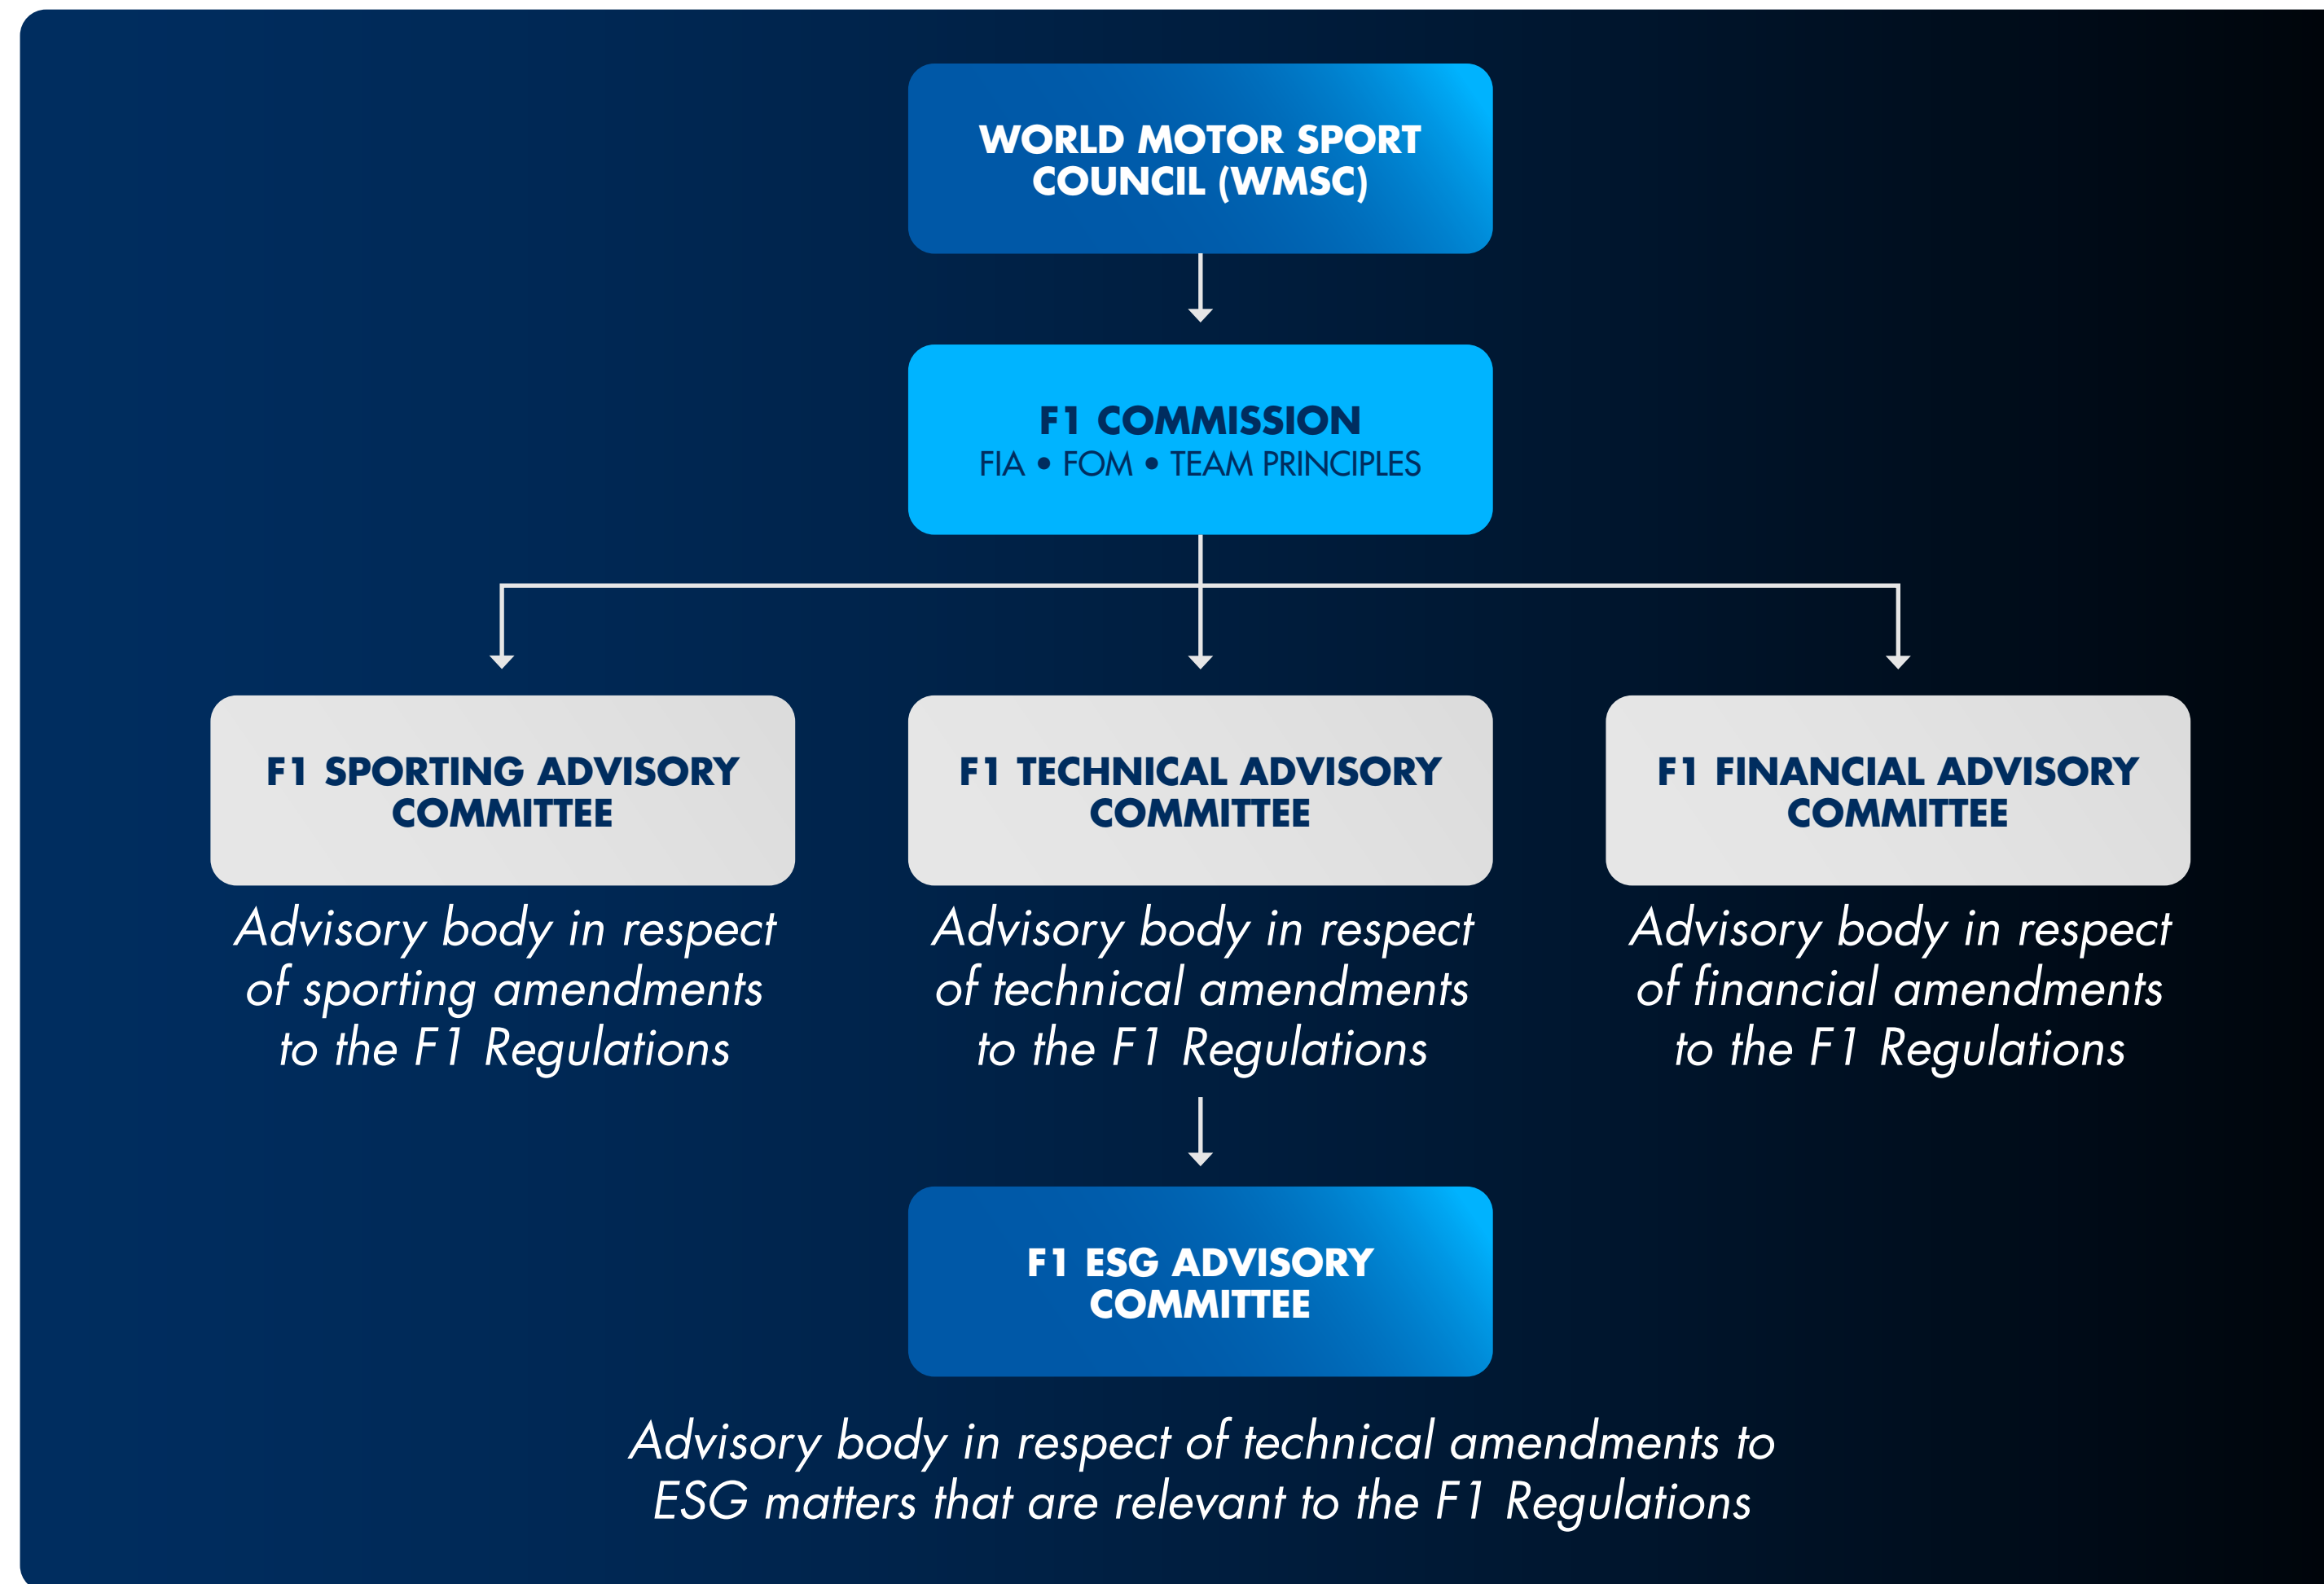 WORLD MOTOR SPORT
COUNCIL (WMSC)
F1 COMMISSION
FIA • FOM • TEAM PRINCIPLES
F1 SPORTING ADVISORY
COMMITTEE
Advisory body in respect
of sporting amendments
to the F1 Regulations
F1 TECHNICAL ADVISORY
COMMITTEE
Advisory body in respect
of technical amendments
to the F1 Regulations
F1 FINANCIAL ADVISORY
COMMITTEE
Advisory body in respect
of financial amendments
to the F1 Regulations
F1 ESG ADVISORY
COMMITTEE
Advisory body in respect of technical amendments to
ESG matters that are relevant to the F1 Regulations